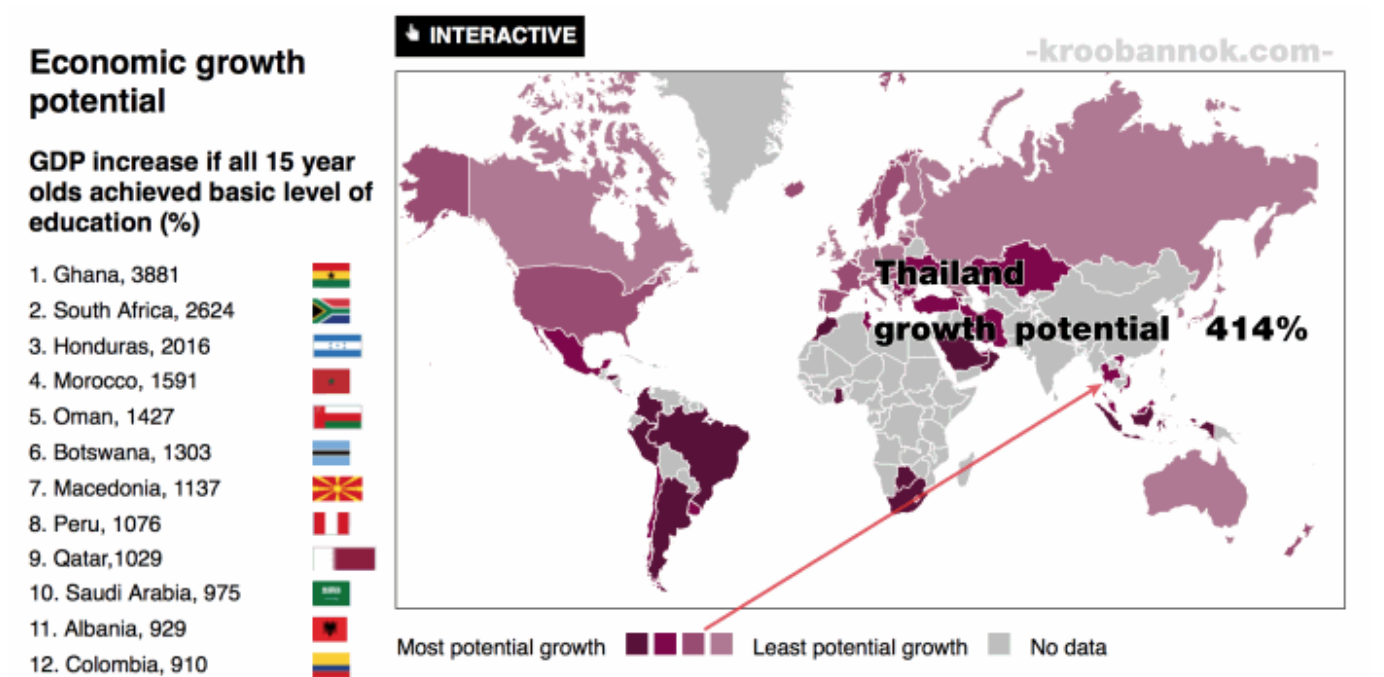 INTERACTIVE
-kroobannok.com-
Economic growth
potential
GDP increase if all 15 year
olds achieved basic level of
education (%)
1. Ghana, 3881
2. South Africa, 2624
3. Honduras, 2016
4. Morocco, 1591
5. Oman, 1427
6. Botswana, 1303
7. Macedonia, 1137
8. Peru, 1076
9. Qatar,1029
10. Saudi Arabia, 975
11. Albania, 929
12. Colombia, 910
Thailand
growth potential 414%
Most potential growth
Least potential growth
No data